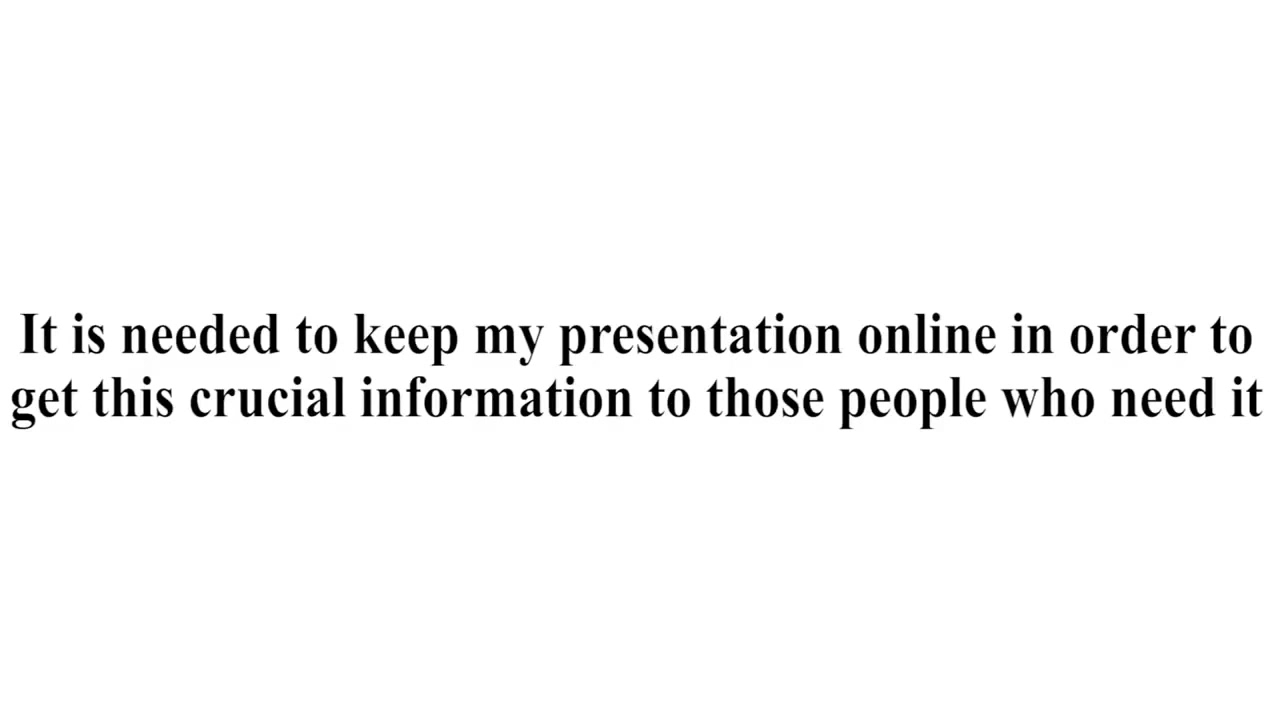 It is needed to keep my presentation online in order to
get this crucial information to those people who need it